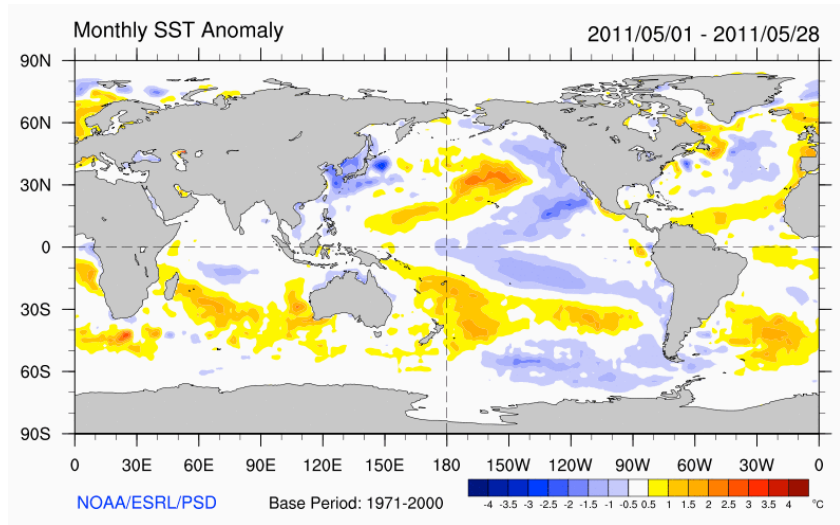 Monthly SST Anomaly 2011/05/01 - 2011/05/28
90N
60N
30N
0
30S
60S
90S
0 30E 60E 90E 120E 150E 180 150W 120W 90W 60W 30W 0
NOAA/ESRL/PSD Base Period: 1971-2000
-4 -3.5 -3 -2.5 -2 -1.5 -1 -0.5 0.5 1 1.5 2 2.5 3 3.5 4 °C